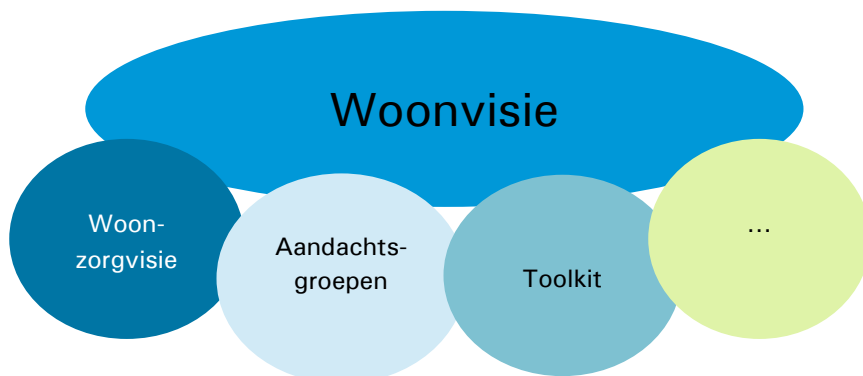 Woonvisie
Woon-
zorgvisie
Aandachts-
groepen
Toolkit
...